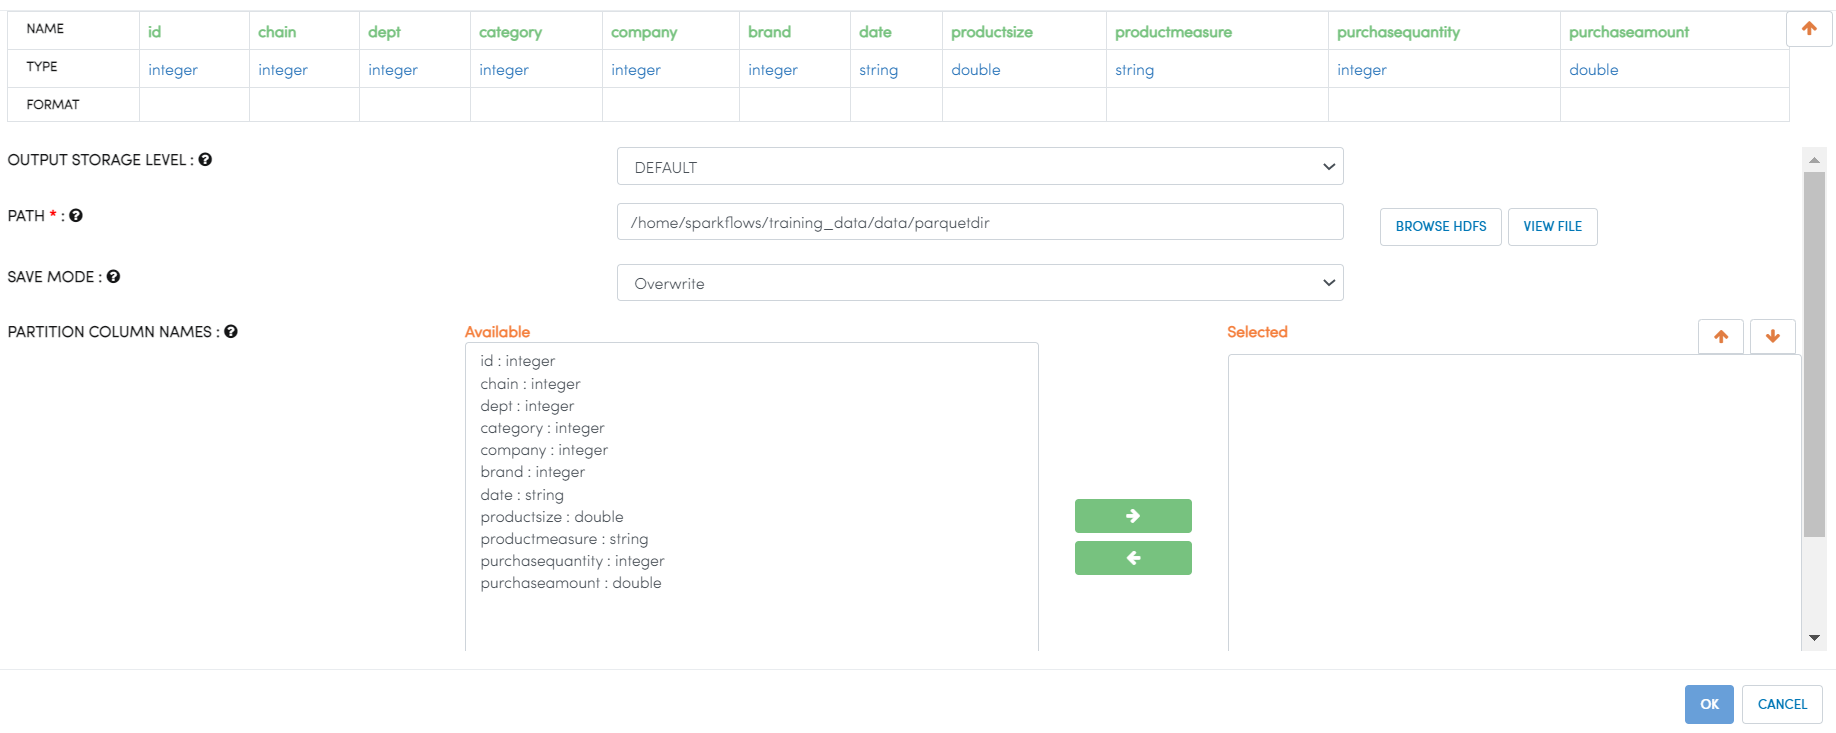 NAME id chain dept category company brand date productsize productmeasure purchasequantity purchaseamount
TYPE integer integer integer integer integer integer string double string integer double
FORMAT
OUTPUT STORAGE LEVEL : DEFAULT
PATH * : /home/sparkflows/training_data/data/parquetdir BROWSE HDFS VIEW FILE
SAVE MODE : Overwrite
PARTITION COLUMN NAMES : Available Selected
id : integer
chain : integer
dept : integer
category : integer
company : integer
brand : integer
date : string
productsize : double
productmeasure : string
purchasequantity : integer
purchaseamount : double
OK CANCEL